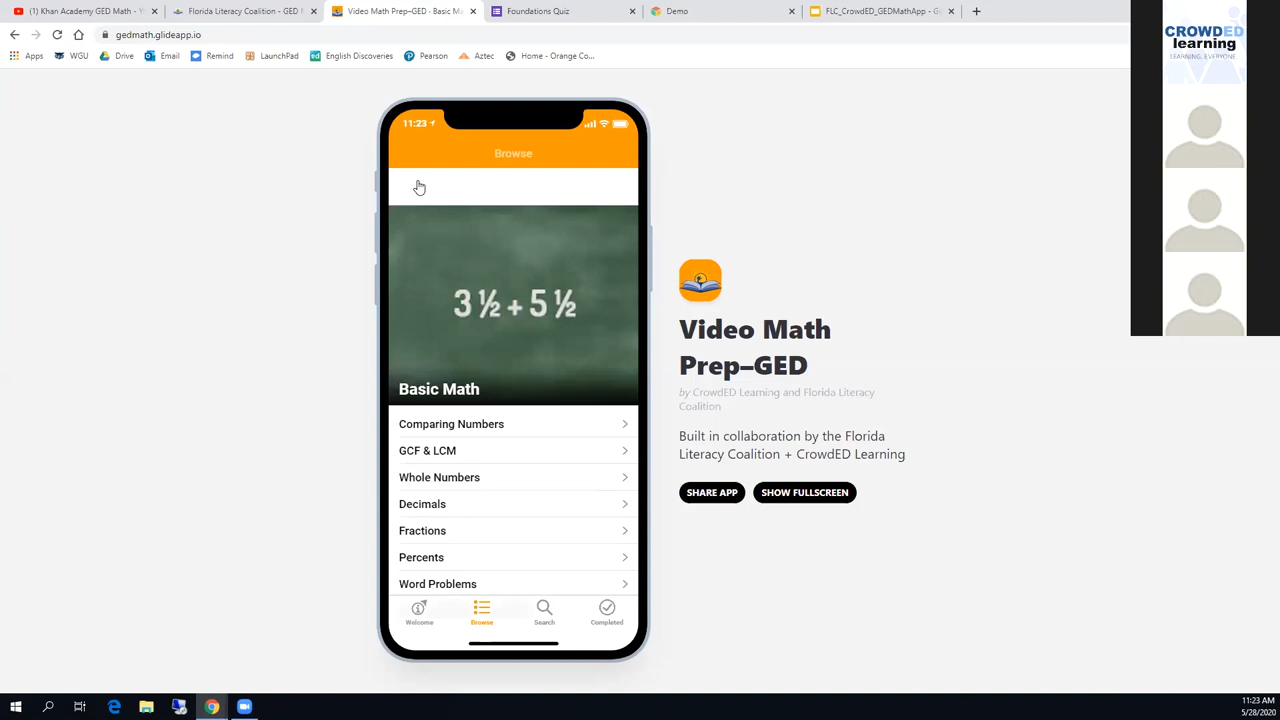 (1) Khan Academy GED Math - Y
Florida Literacy Coalition - GED M
Video Math Prep–GED - Basic Ma
Foundations Quiz
Demo
FLC_CrowdED_GEDMathApp - Go
gedmath.glideapp.io
Apps
WGU
Drive
Email
Remind
LaunchPad
English Discoveries
Pearson
Aztec
Home - Orange Co...
CROWDED
learning
LEARNING. EVERYONE.
11:23
Browse
3 ½ + 5 ½
Basic Math
Comparing Numbers
GCF & LCM
Whole Numbers
Decimals
Fractions
Percents
Word Problems
Welcome
Browse
Search
Completed
Video Math
Prep–GED
by CrowdED Learning and Florida Literacy
Coalition
Built in collaboration by the Florida
Literacy Coalition + CrowdED Learning
SHARE APP
SHOW FULLSCREEN
11:23 AM
5/28/2020